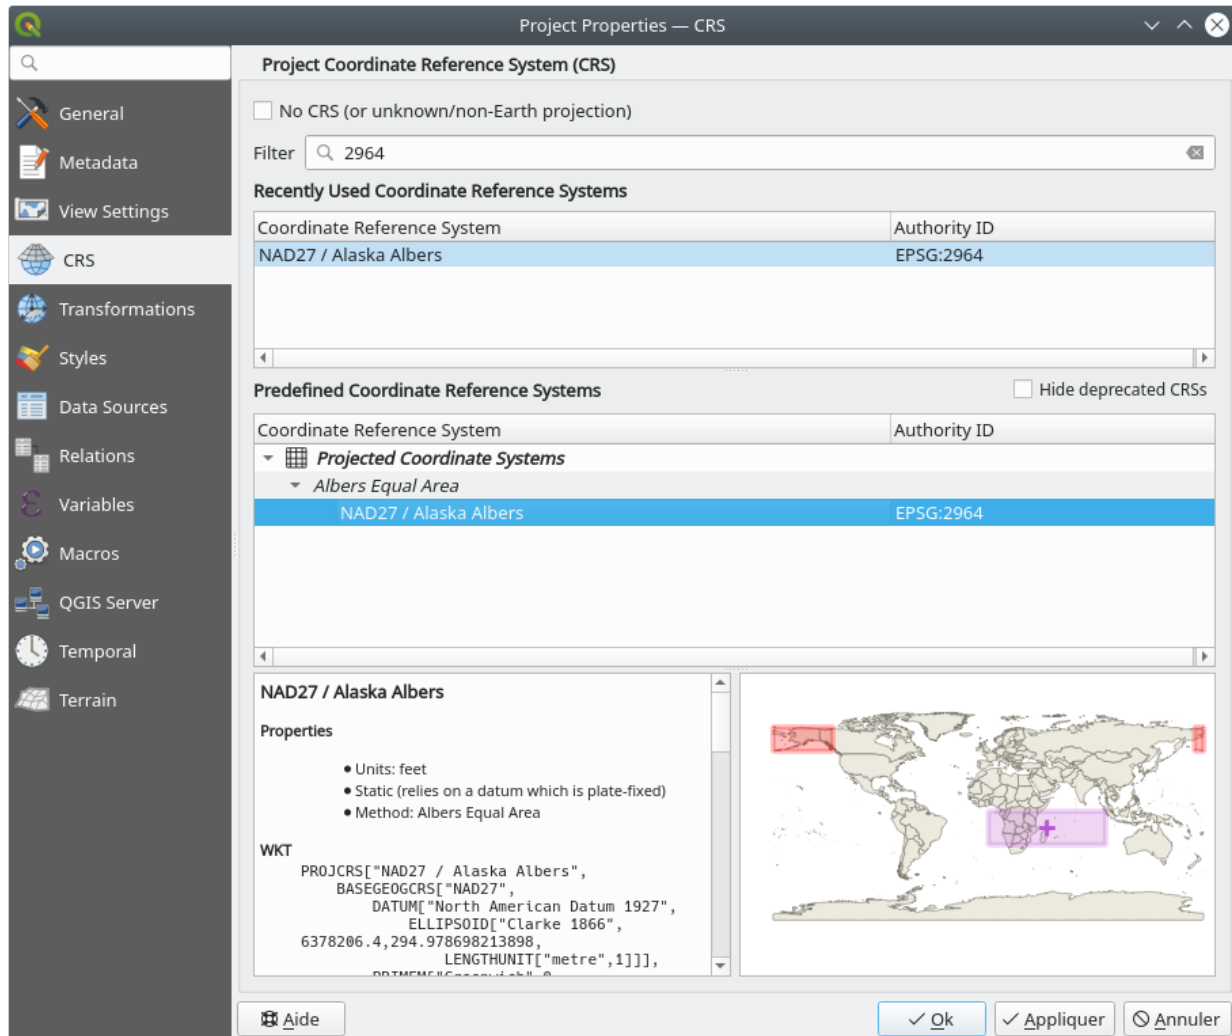 Project Properties — CRS
Project Coordinate Reference System (CRS)
General
Metadata
View Settings
CRS
Transformations
Styles
Data Sources
Relations
Variables
Macros
QGIS Server
Temporal
Terrain
No CRS (or unknown/non-Earth projection)
Filter 2964
Recently Used Coordinate Reference Systems
Coordinate Reference System Authority ID
NAD27 / Alaska Albers EPSG:2964
Predefined Coordinate Reference Systems Hide deprecated CRSs
Coordinate Reference System Authority ID
Projected Coordinate Systems
Albers Equal Area
NAD27 / Alaska Albers EPSG:2964
NAD27 / Alaska Albers
Properties
• Units: feet
• Static (relies on a datum which is plate-fixed)
• Method: Albers Equal Area
WKT
PROJCRS["NAD27 / Alaska Albers",
BASEGEOGCRS["NAD27",
DATUM["North American Datum 1927",
ELLIPSOID["Clarke 1866",
6378206.4,294.978698213898,
LENGTHUNIT["metre",1]]],
PRIMEM["Greenwich",0,
Aide
Ok
Appliquer
Annuler